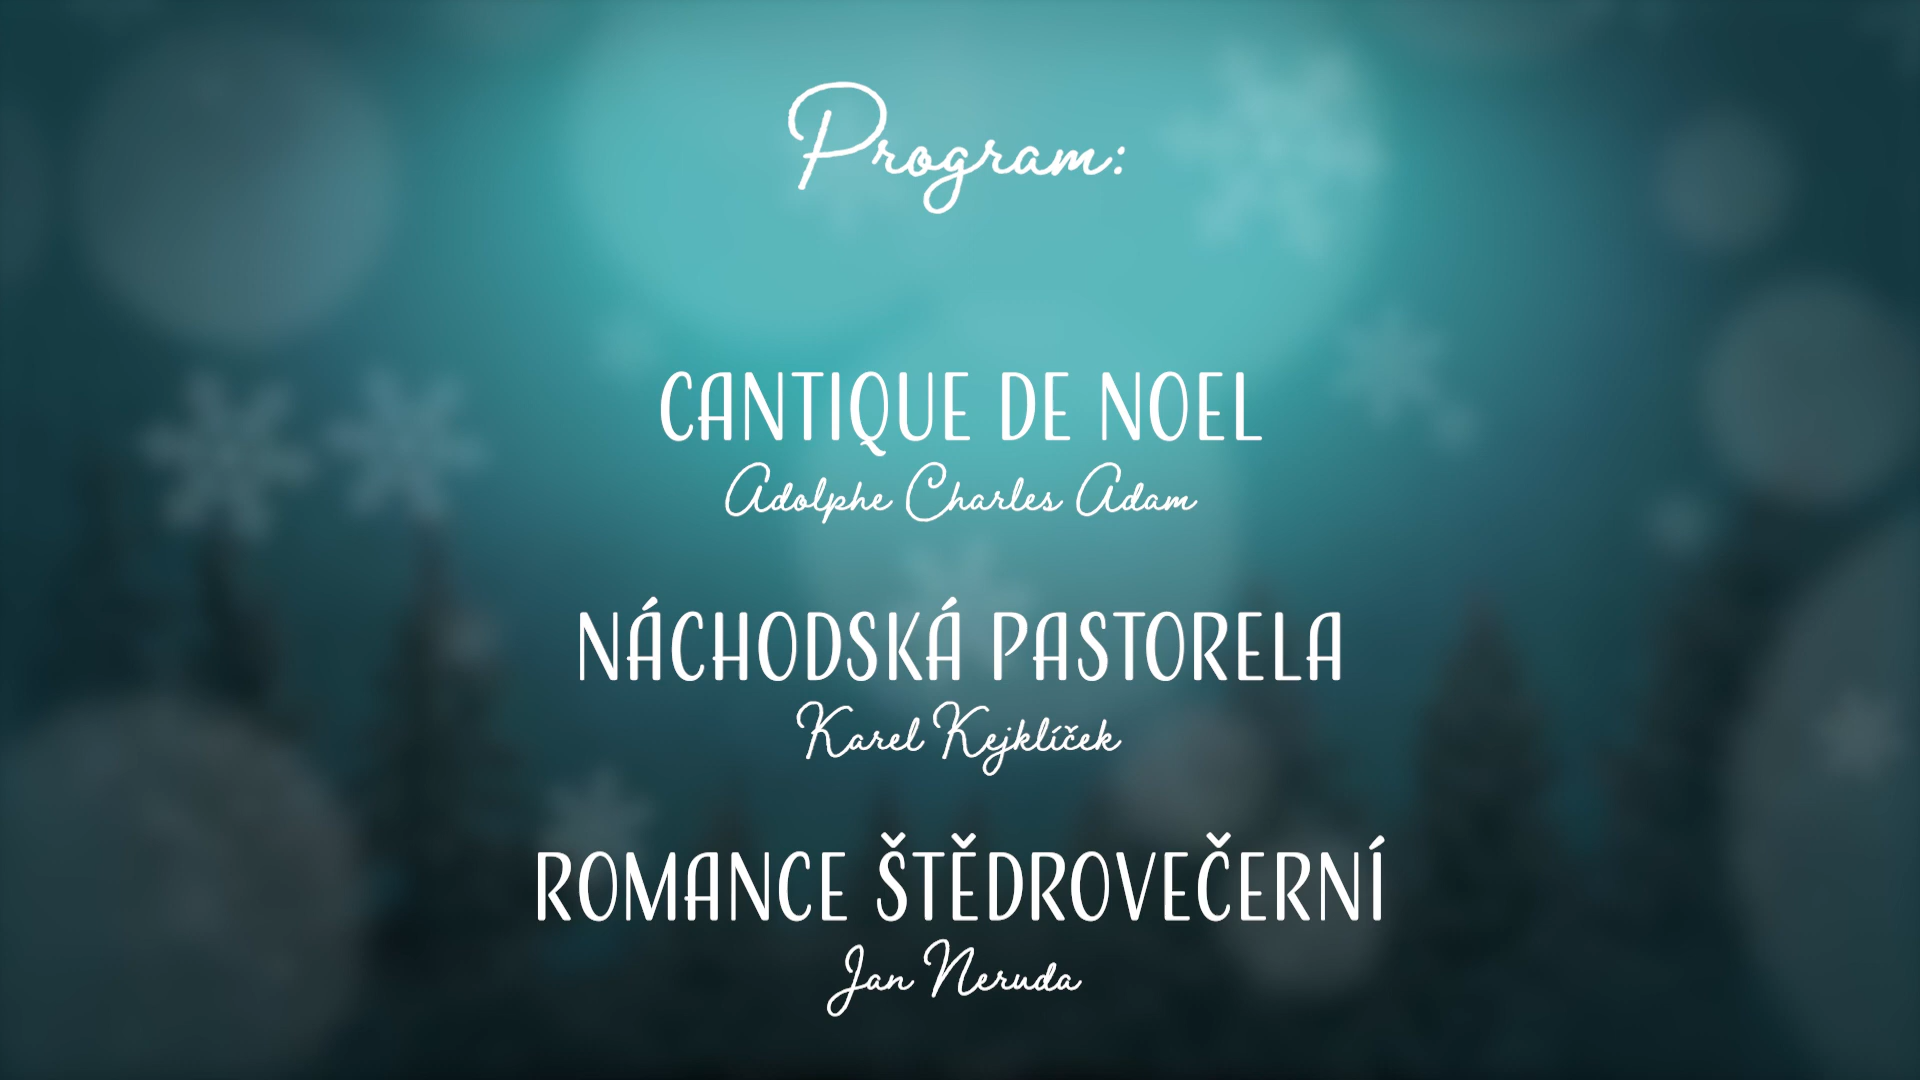 Program:
CANTIQUE DE NOEL
Adolphe Charles Adam
NÁCHODSKÁ PASTORELA
Karel Kejklíček
ROMANCE ŠTĚDROVEČERNÍ
Jan Neruda